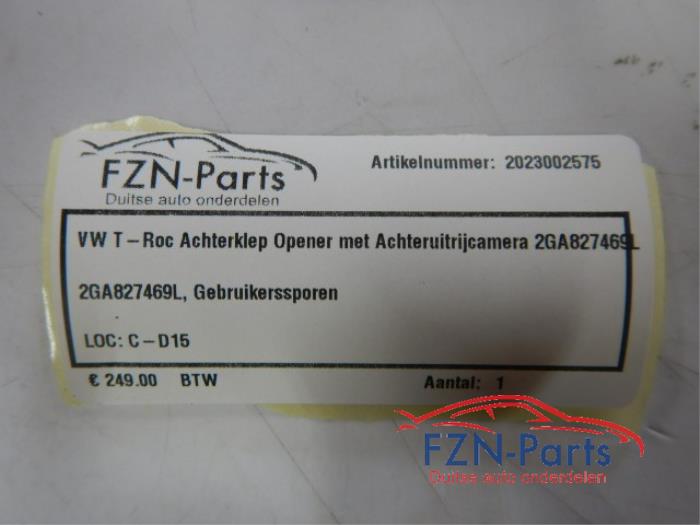 FZN-Parts
Duitse auto onderdelen
Artikelnummer: 2023002575
VW T-Roc Achterklep Opener met Achteruitrijcamera 2GA827469L
2GA827469L, Gebruikerssporen
LOC: C-D15
€ 249.00 BTW
Aantal: 1
FZN-Parts
Duitse auto onderdelen